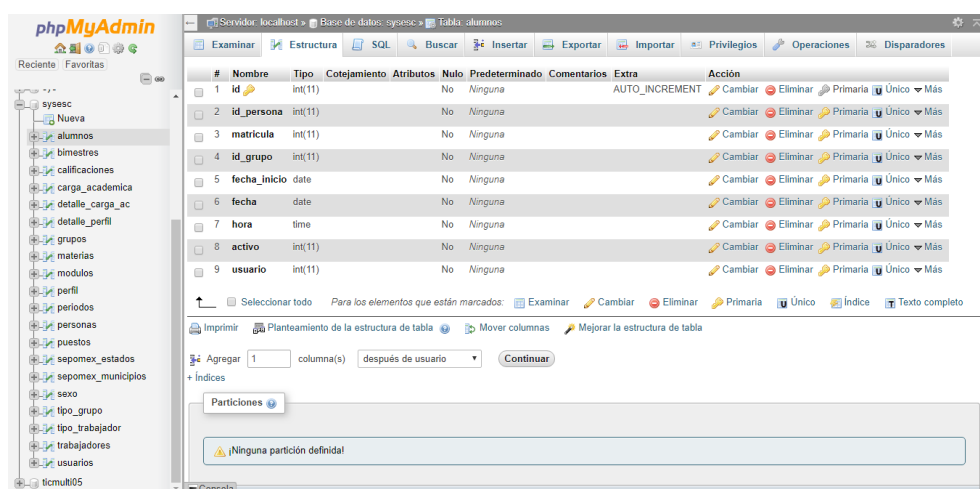 phpMyAdmin
Reciente Favoritas
sysesc
Nueva
alumnos
bimestres
calificaciones
carga_academica
detalle_carga_ac
detalle_perfil
grupos
materias
modulos
perfil
periodos
personas
puestos
sepomex_estados
sepomex_municipios
sexo
tipo_grupo
tipo_trabajador
trabajadores
usuarios
ticmulti05
Servidor: localhost » Base de datos: sysesc » Tabla: alumnos
Examinar Estructura SQL Buscar Insertar Exportar Importar Privilegios Operaciones Disparadores
# Nombre Tipo Cotejamiento Atributos Nulo Predeterminado Comentarios Extra Acción
1 id int(11) No Ninguna AUTO_INCREMENT Cambiar Eliminar Primaria Único Más
2 id_persona int(11) No Ninguna Cambiar Eliminar Primaria Único Más
3 matricula int(11) No Ninguna Cambiar Eliminar Primaria Único Más
4 id_grupo int(11) No Ninguna Cambiar Eliminar Primaria Único Más
5 fecha_inicio date No Ninguna Cambiar Eliminar Primaria Único Más
6 fecha date No Ninguna Cambiar Eliminar Primaria Único Más
7 hora time No Ninguna Cambiar Eliminar Primaria Único Más
8 activo int(11) No Ninguna Cambiar Eliminar Primaria Único Más
9 usuario int(11) No Ninguna Cambiar Eliminar Primaria Único Más
Seleccionar todo Para los elementos que están marcados: Examinar Cambiar Eliminar Primaria Único Índice Texto completo
Imprimir Planteamiento de la estructura de tabla Mover columnas Mejorar la estructura de tabla
Agregar 1 columna(s) después de usuario Continuar
+ Índices
Particiones
¡Ninguna partición definida!
Consola